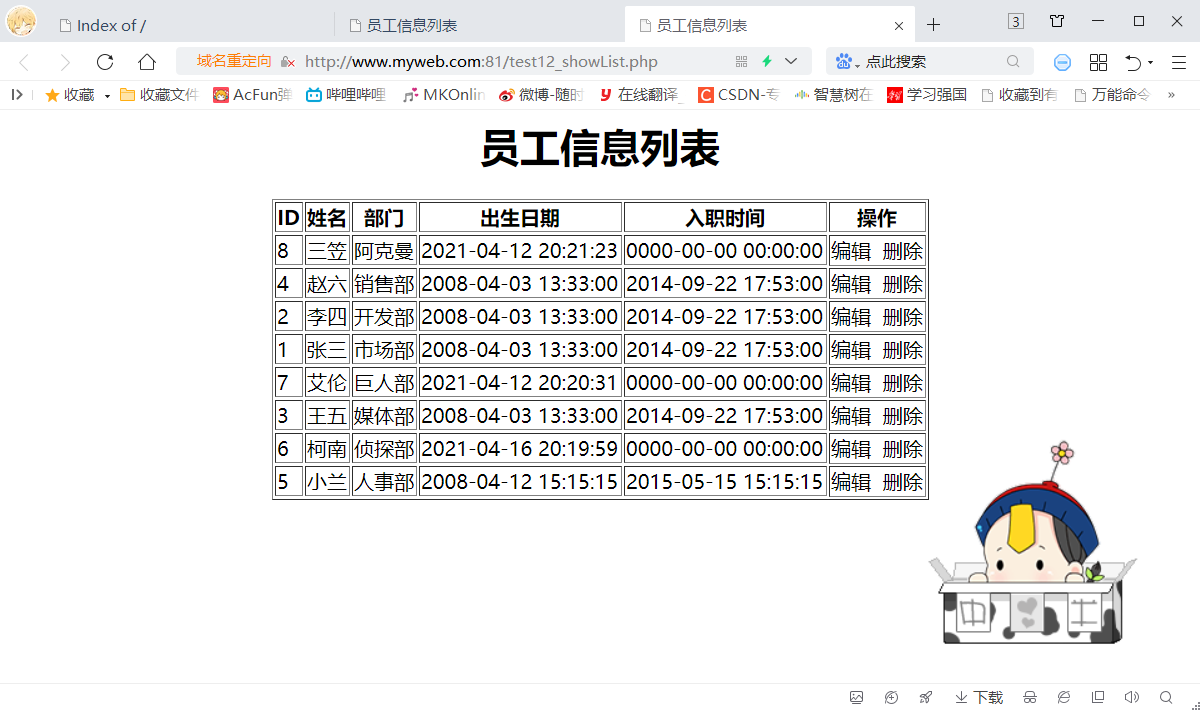 Index of /
员工信息列表
员工信息列表
3
域名重定向 http://www.myweb.com:81/test12_showList.php
点此搜索
收藏 收藏文件 AcFun弹 哔哩哔哩 MKOnlin 微博-随时 在线翻译_ CSDN-专 智慧树在 学习强国 收藏到有 万能命令 »
员工信息列表
ID 姓名 部门 出生日期 入职时间 操作
8 三笠 阿克曼 2021-04-12 20:21:23 0000-00-00 00:00:00 编辑 删除
4 赵六 销售部 2008-04-03 13:33:00 2014-09-22 17:53:00 编辑 删除
2 李四 开发部 2008-04-03 13:33:00 2014-09-22 17:53:00 编辑 删除
1 张三 市场部 2008-04-03 13:33:00 2014-09-22 17:53:00 编辑 删除
7 艾伦 巨人部 2021-04-12 20:20:31 0000-00-00 00:00:00 编辑 删除
3 王五 媒体部 2008-04-03 13:33:00 2014-09-22 17:53:00 编辑 删除
6 柯南 侦探部 2021-04-16 20:19:59 0000-00-00 00:00:00 编辑 删除
5 小兰 人事部 2008-04-12 15:15:15 2015-05-15 15:15:15 编辑 删除
下载